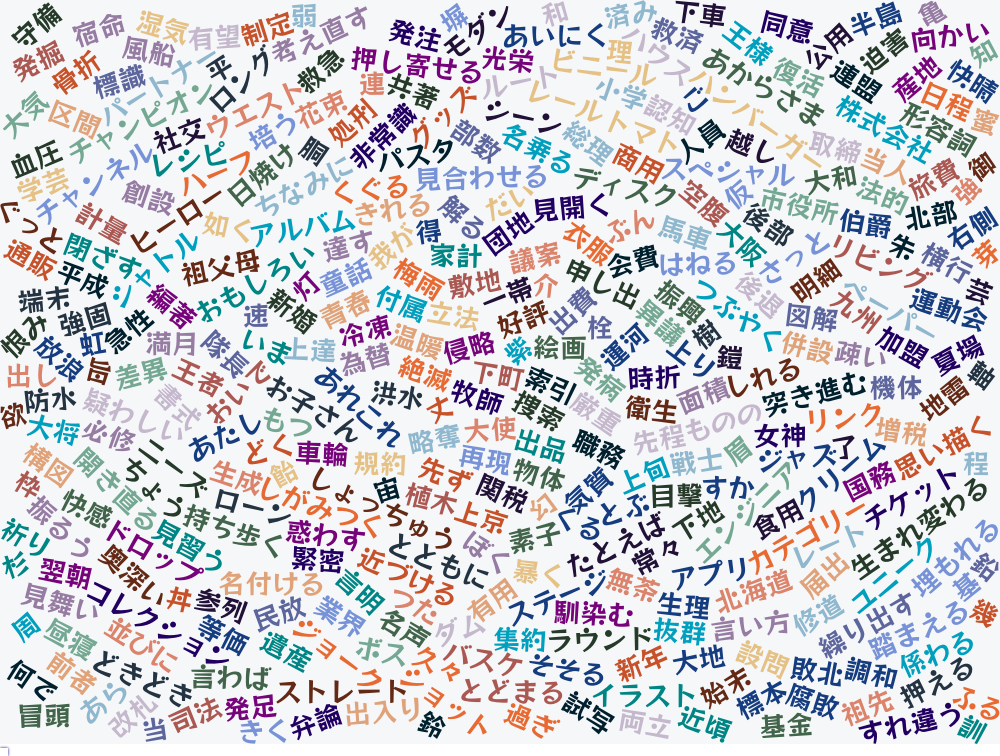 守備
宿命
湿気
有望
制定
弱
考え直す
発注
堀
モダン
あいにく
和
済み
救済
下車
王様
同意
公用
半島
迫害
亀
向かい
知
発掘
骨折
標識
風船
パートナー
平
ロング
救急
押し寄せる
光栄
ビニール
理
ハウス
あからさま
復活
連盟
産地
快晴
日程
蜜
大気
区間
チャンピオン
社交
ウエスト
花束
処刑
連
共著
グッズ
ルート
レール
小学
認知
ハンバーガー
株式会社
形容詞
血圧
学芸
チャンネル
レシピ
培う
ハーフ
日焼け
胴
非常識
パスタ
部数
ジーン
名乗る
総理
トマト
商用
人員
越し
取締
当人
旅費
御
強
創設
ヒーロー
ちなみに
くぐる
見合わせる
だい
ディスク
スペシャル
空腹
仮
市役所
大和
法的
北部
右側
ぐっと
計量
如く
アルバム
きれる
得
解る
団地
見開く
ぶん
馬車
大阪
後部
伯爵
朱
横行
芽
通販
閉ざす
トル
祖父母
達す
我が
家計
議案
衣服
会費
はねる
さっと
リビング
芸
端末
平成
編著
おもしろい
灯
童話
梅雨
敷地
一帯
介
申し出
振興
つぶやく
後退
明細
九州
ペーパー
運動会
恨み
強固
虹
急性
速
新婚
青春
付属
立法
好評
出費
栓
審議
樹
図解
加盟
夏場
放浪
旨
満月
隊長
いま
上達
為替
冷凍
温暖
侵略
絵画
運河
上り
鎧
併設
疎い
軸
出し
差異
王者
お子さん
あれこれ
絶滅
下町
索引
発病
時折
面積
しれる
突き進む
機体
地雷
欲
防水
疑わしい
書式
におい
洪水
丈
牧師
捜索
厳重
衛生
先程
ものの
女神
リンク
増税
思い描く
大将
必修
あたし
もつ
どく
車輪
規約
略奪
大使
出品
職務
上旬
戦士
盾
ジャズ
了
クリーム
国務
程
構図
聞き直る
ニーズ
生成
飴
しがみつく
しょっちゅう
先ず
再現
物体
関税
気質
目撃
すか
エンジニア
食用
チケット
枠
振るう
快感
ちょう
ローン
持ち歩く
宙
植木
上京
公
素子
くるとぶ
下地
カテゴリー
生まれ変わる
祈り
杉
ドロップ
見習う
惑わす
緊密
とともに
ぼく
暴く
たとえば
常々
アプリ
レート
届出
ユニーク
埋もれる
翌朝
奥深い
丼
名付ける
言明
近づける
つた
有用
ステージ
無茶
北海道
修道
基盤
見舞い
コレクション
参列
民放
業界
名声
ダム
集約
馴染む
生理
抜群
言い方
繰り出す
踏まえる
幾
周
昼寝
並びに
等価
遺産
ジョー
ボス
久々
バスケ
ラウンド
そそる
新年
大地
設問
敗北
調和
係わる
何で
前者
どきどき
言わば
ストレート
ヨット
とどまる
試写
イラスト
始末
標本
腐敗
祖先
押える
ふる
冒頭
あら
改札
当
司法
発足
きく
弁論
出入り
鈴
過ぎ
両立
近頃
基金
すれ違う
訓